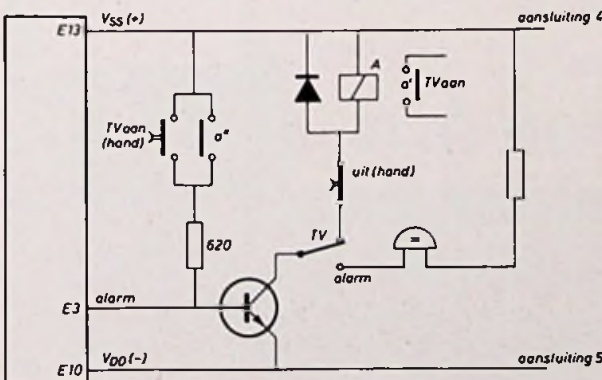 E13 VSS (+) aansluiting 4
A
a' TVaan
TVaan
(hand)
a"
uit (hand)
620
TV
=
alarm
E3 alarm
E10 VDD (-) aansluiting 5